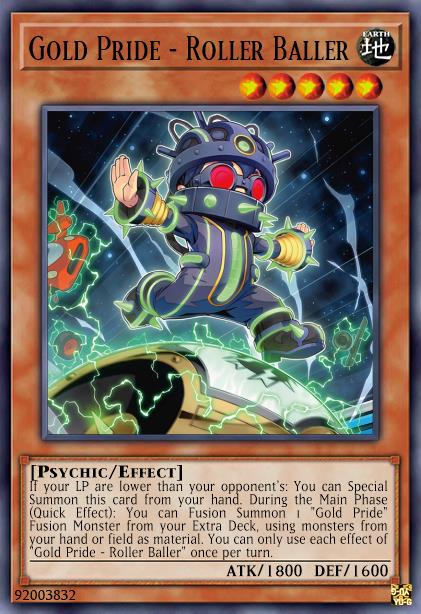 GOLD PRIDE - ROLLER BALLER
EARTH
地
[PSYCHIC/EFFECT]
If your LP are lower than your opponent's: You can Special
Summon this card from your hand. During the Main Phase
(Quick Effect): You can Fusion Summon 1 "Gold Pride"
Fusion Monster from your Extra Deck, using monsters from
your hand or field as material. You can only use each effect of
"Gold Pride - Roller Baller" once per turn.
ATK/1800 DEF/1600
92003832